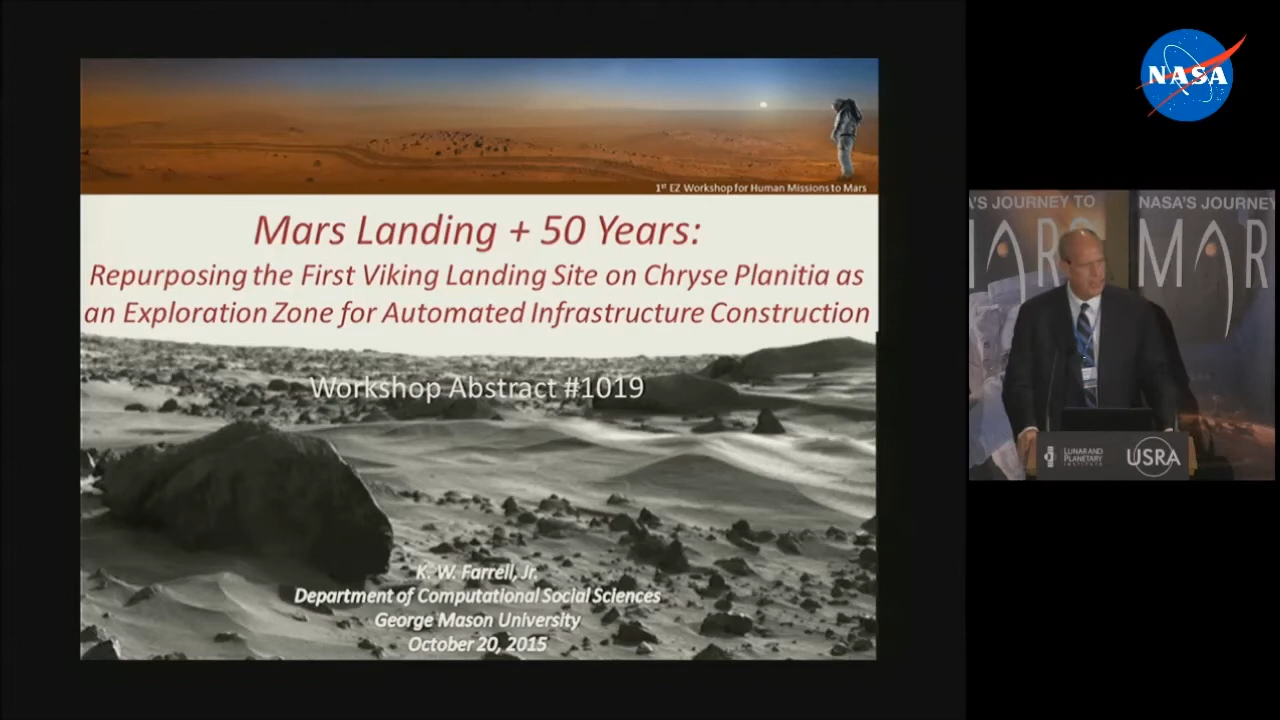 NASA
1st EZ Workshop for Human Missions to Mars
Mars Landing + 50 Years:
Repurposing the First Viking Landing Site on Chryse Planitia as
an Exploration Zone for Automated Infrastructure Construction
Workshop Abstract #1019
K. W. Farrell, Jr.
Department of Computational Social Sciences
George Mason University
October 20, 2015
'S JOURNEY TO
NASA'S JOURNEY
MAR
LUNAR AND
PLANETARY
INSTITUTE
USRA